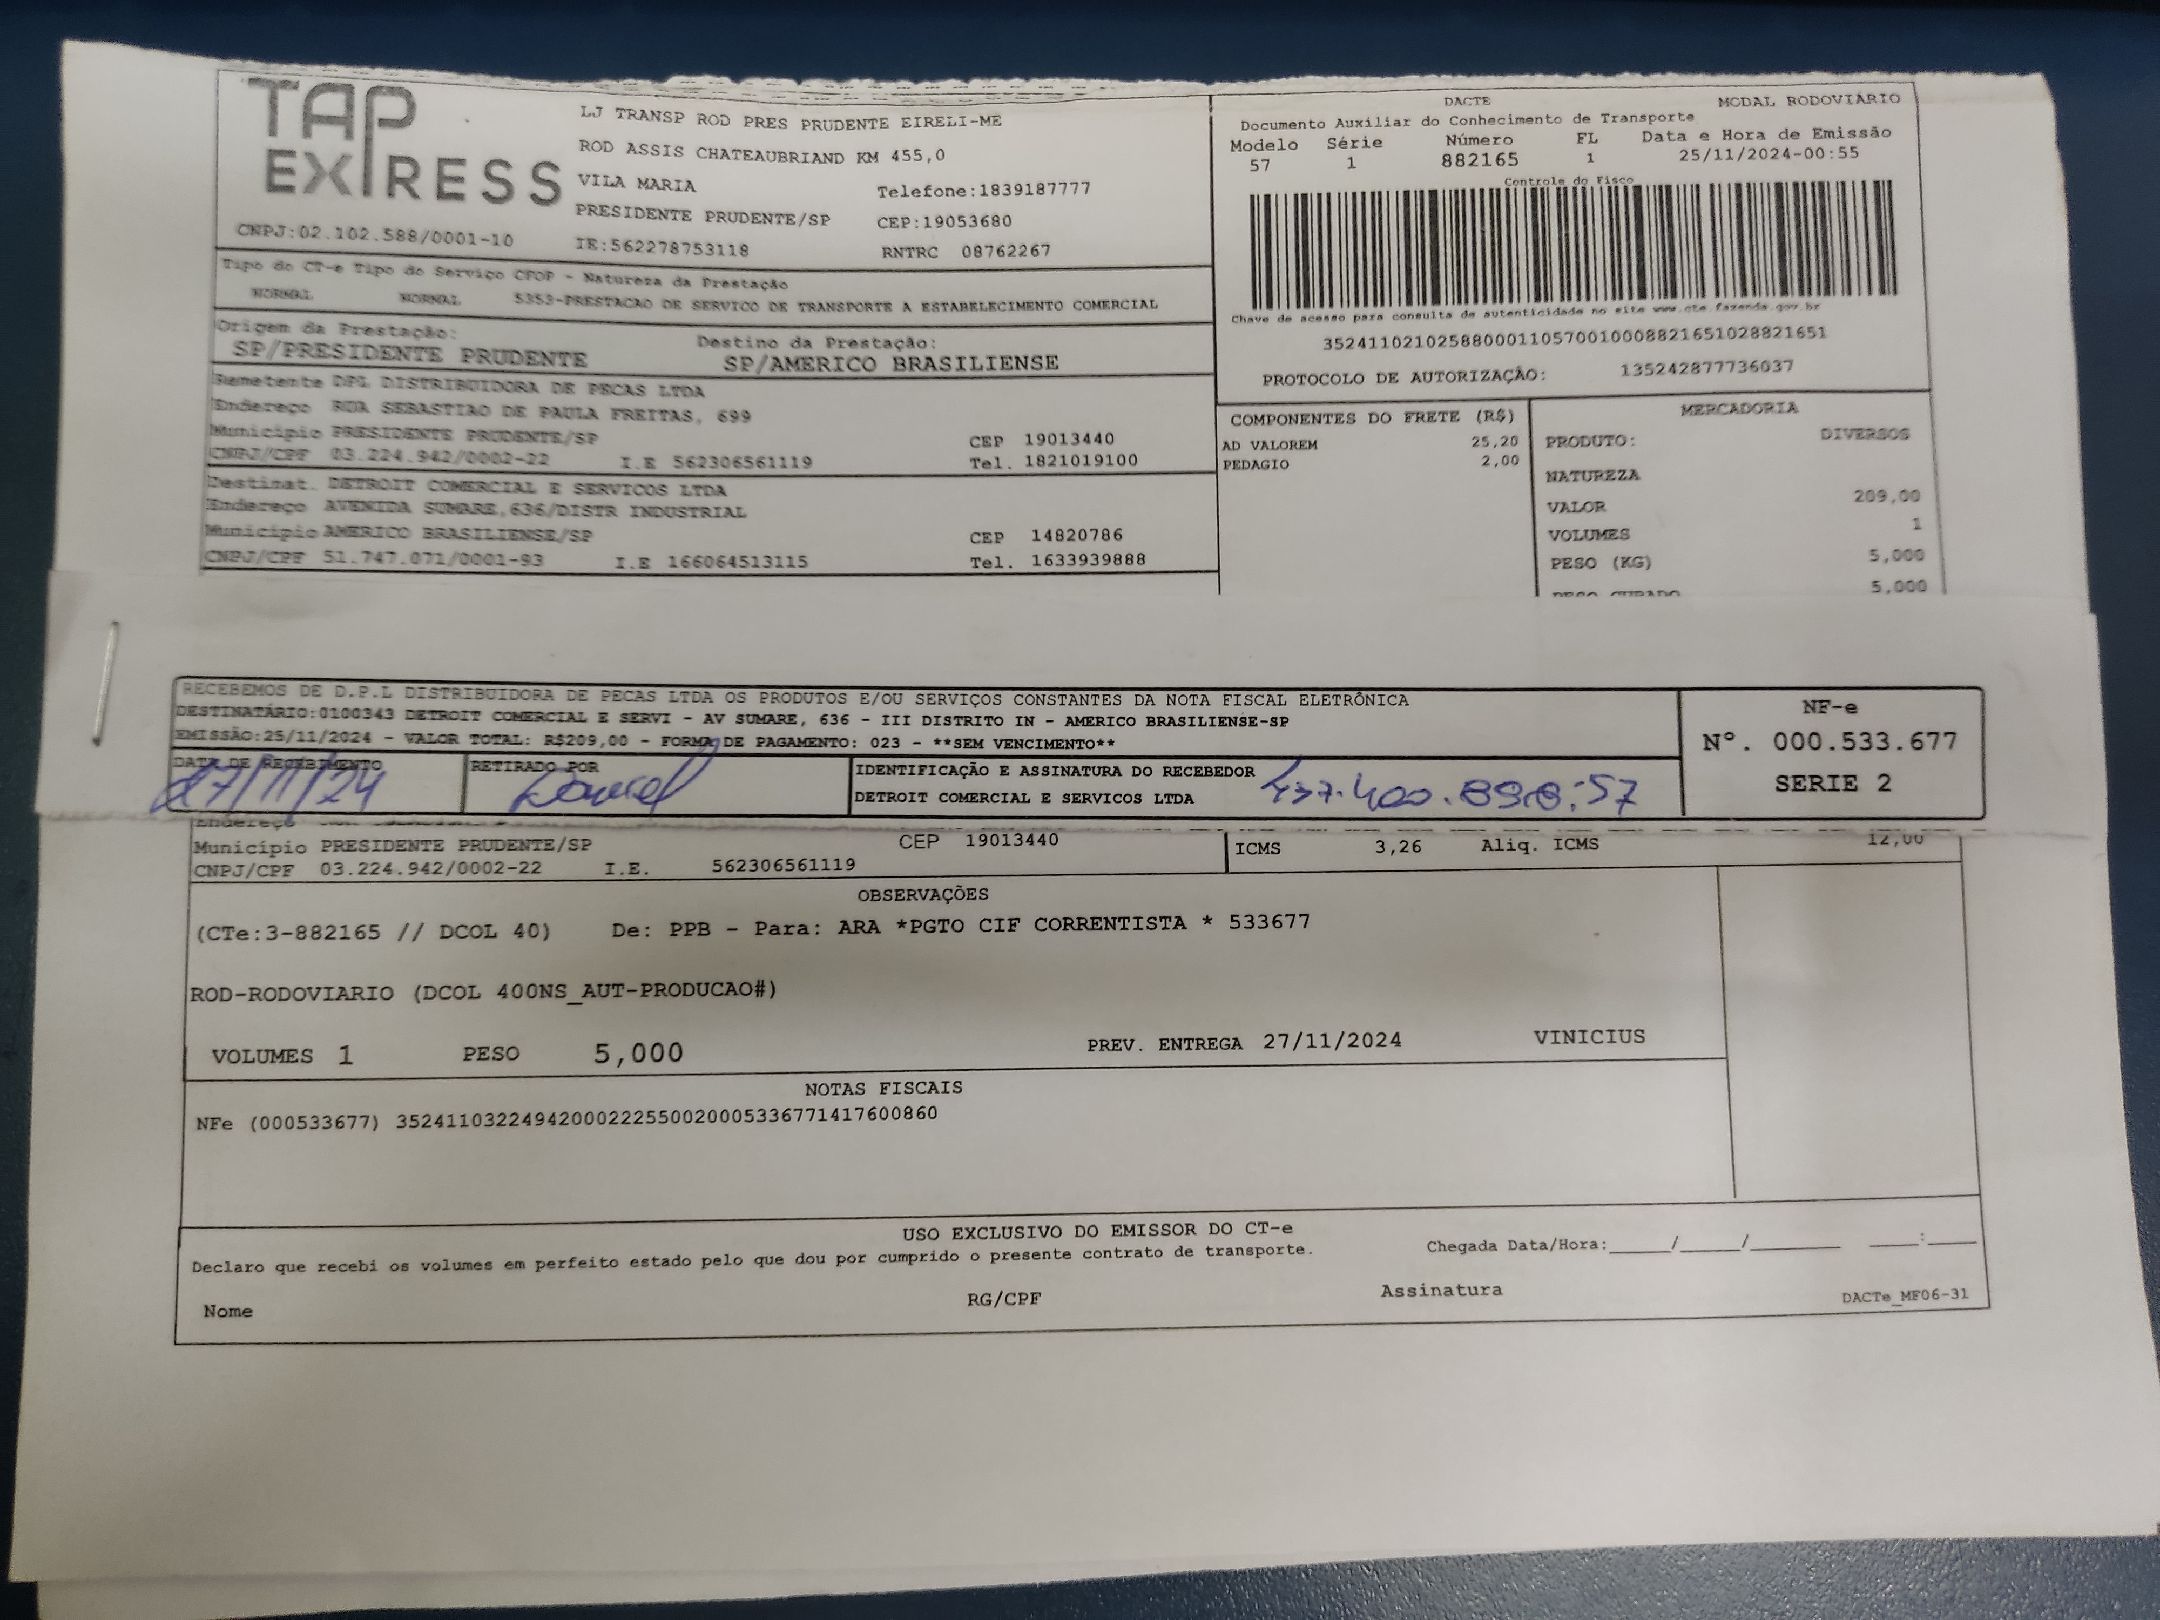 TAP EXPRESS
LJ TRANSP ROD PRES PRUDENTE EIRELI-ME
ROD ASSIS CHATEAUBRIAND KM 455,0
VILA MARIA Telefone:1839187777
PRESIDENTE PRUDENTE/SP CEP:19053680
CNPJ:02.102.588/0001-10 IE:562278753118 RNTRC 08762267
DACTE MODAL RODOVIÁRIO
Documento Auxiliar do Conhecimento de Transporte
Modelo Série Número FL Data e Hora de Emissão
57 1 882165 1 25/11/2024-00:55
Controle do Fisco
Chave de acesso para consulta de autenticidade no site www.cte.fazenda.gov.br
35241102102588000110570010008821651028821651
PROTOCOLO DE AUTORIZAÇÃO: 135242877736037
Tipo do CT-e Tipo do Serviço CFOP - Natureza da Prestação
NORMAL NORMAL 5353-PRESTACAO DE SERVICO DE TRANSPORTE A ESTABELECIMENTO COMERCIAL
Origem da Prestação: Destino da Prestação:
SP/PRESIDENTE PRUDENTE SP/AMERICO BRASILIENSE
Remetente DPL DISTRIBUIDORA DE PECAS LTDA
Endereço RUA SEBASTIAO DE PAULA FREITAS, 699
Município PRESIDENTE PRUDENTE/SP CEP 19013440
CNPJ/CPF 03.224.942/0002-22 I.E 562306561119 Tel. 1821019100
Destinat. DETROIT COMERCIAL E SERVICOS LTDA
Endereço AVENIDA SUMARE,636/DISTR INDUSTRIAL
Município AMERICO BRASILIENSE/SP CEP 14820786
CNPJ/CPF 51.747.071/0001-93 I.E 166064513115 Tel. 1633939888
COMPONENTES DO FRETE (R$)
AD VALOREM 25,20
PEDAGIO 2,00
MERCADORIA
PRODUTO: DIVERSOS
NATUREZA
VALOR 209,00
VOLUMES 1
PESO (KG) 5,000
PESO CUBADO 5,000
RECEBEMOS DE D.P.L DISTRIBUIDORA DE PECAS LTDA OS PRODUTOS E/OU SERVIÇOS CONSTANTES DA NOTA FISCAL ELETRÔNICA
DESTINATÁRIO:0100343 DETROIT COMERCIAL E SERVI - AV SUMARE, 636 - III DISTRITO IN - AMERICO BRASILIENSE-SP
EMISSÃO:25/11/2024 - VALOR TOTAL: R$209,00 - FORMA DE PAGAMENTO: 023 - **SEM VENCIMENTO**
NF-e
Nº. 000.533.677
SERIE 2
DATA DE RECEBIMENTO RETIRADO POR IDENTIFICAÇÃO E ASSINATURA DO RECEBEDOR
DETROIT COMERCIAL E SERVICOS LTDA
27/11/24
Endereço
Município PRESIDENTE PRUDENTE/SP CEP 19013440
CNPJ/CPF 03.224.942/0002-22 I.E. 562306561119
ICMS 3,26 Aliq. ICMS 12,00
OBSERVAÇÕES
(CTe:3-882165 // DCOL 40) De: PPB - Para: ARA *PGTO CIF CORRENTISTA * 533677
ROD-RODOVIARIO (DCOL 400NS_AUT-PRODUCAO#)
VOLUMES 1 PESO 5,000 PREV. ENTREGA 27/11/2024 VINICIUS
NOTAS FISCAIS
NFe (000533677) 35241103224942000222550020005336771417600860
USO EXCLUSIVO DO EMISSOR DO CT-e
Declaro que recebi os volumes em perfeito estado pelo que dou por cumprido o presente contrato de transporte. Chegada Data/Hora:_____/_____/_______ ____:____
Nome RG/CPF Assinatura DACTe_MF06-31